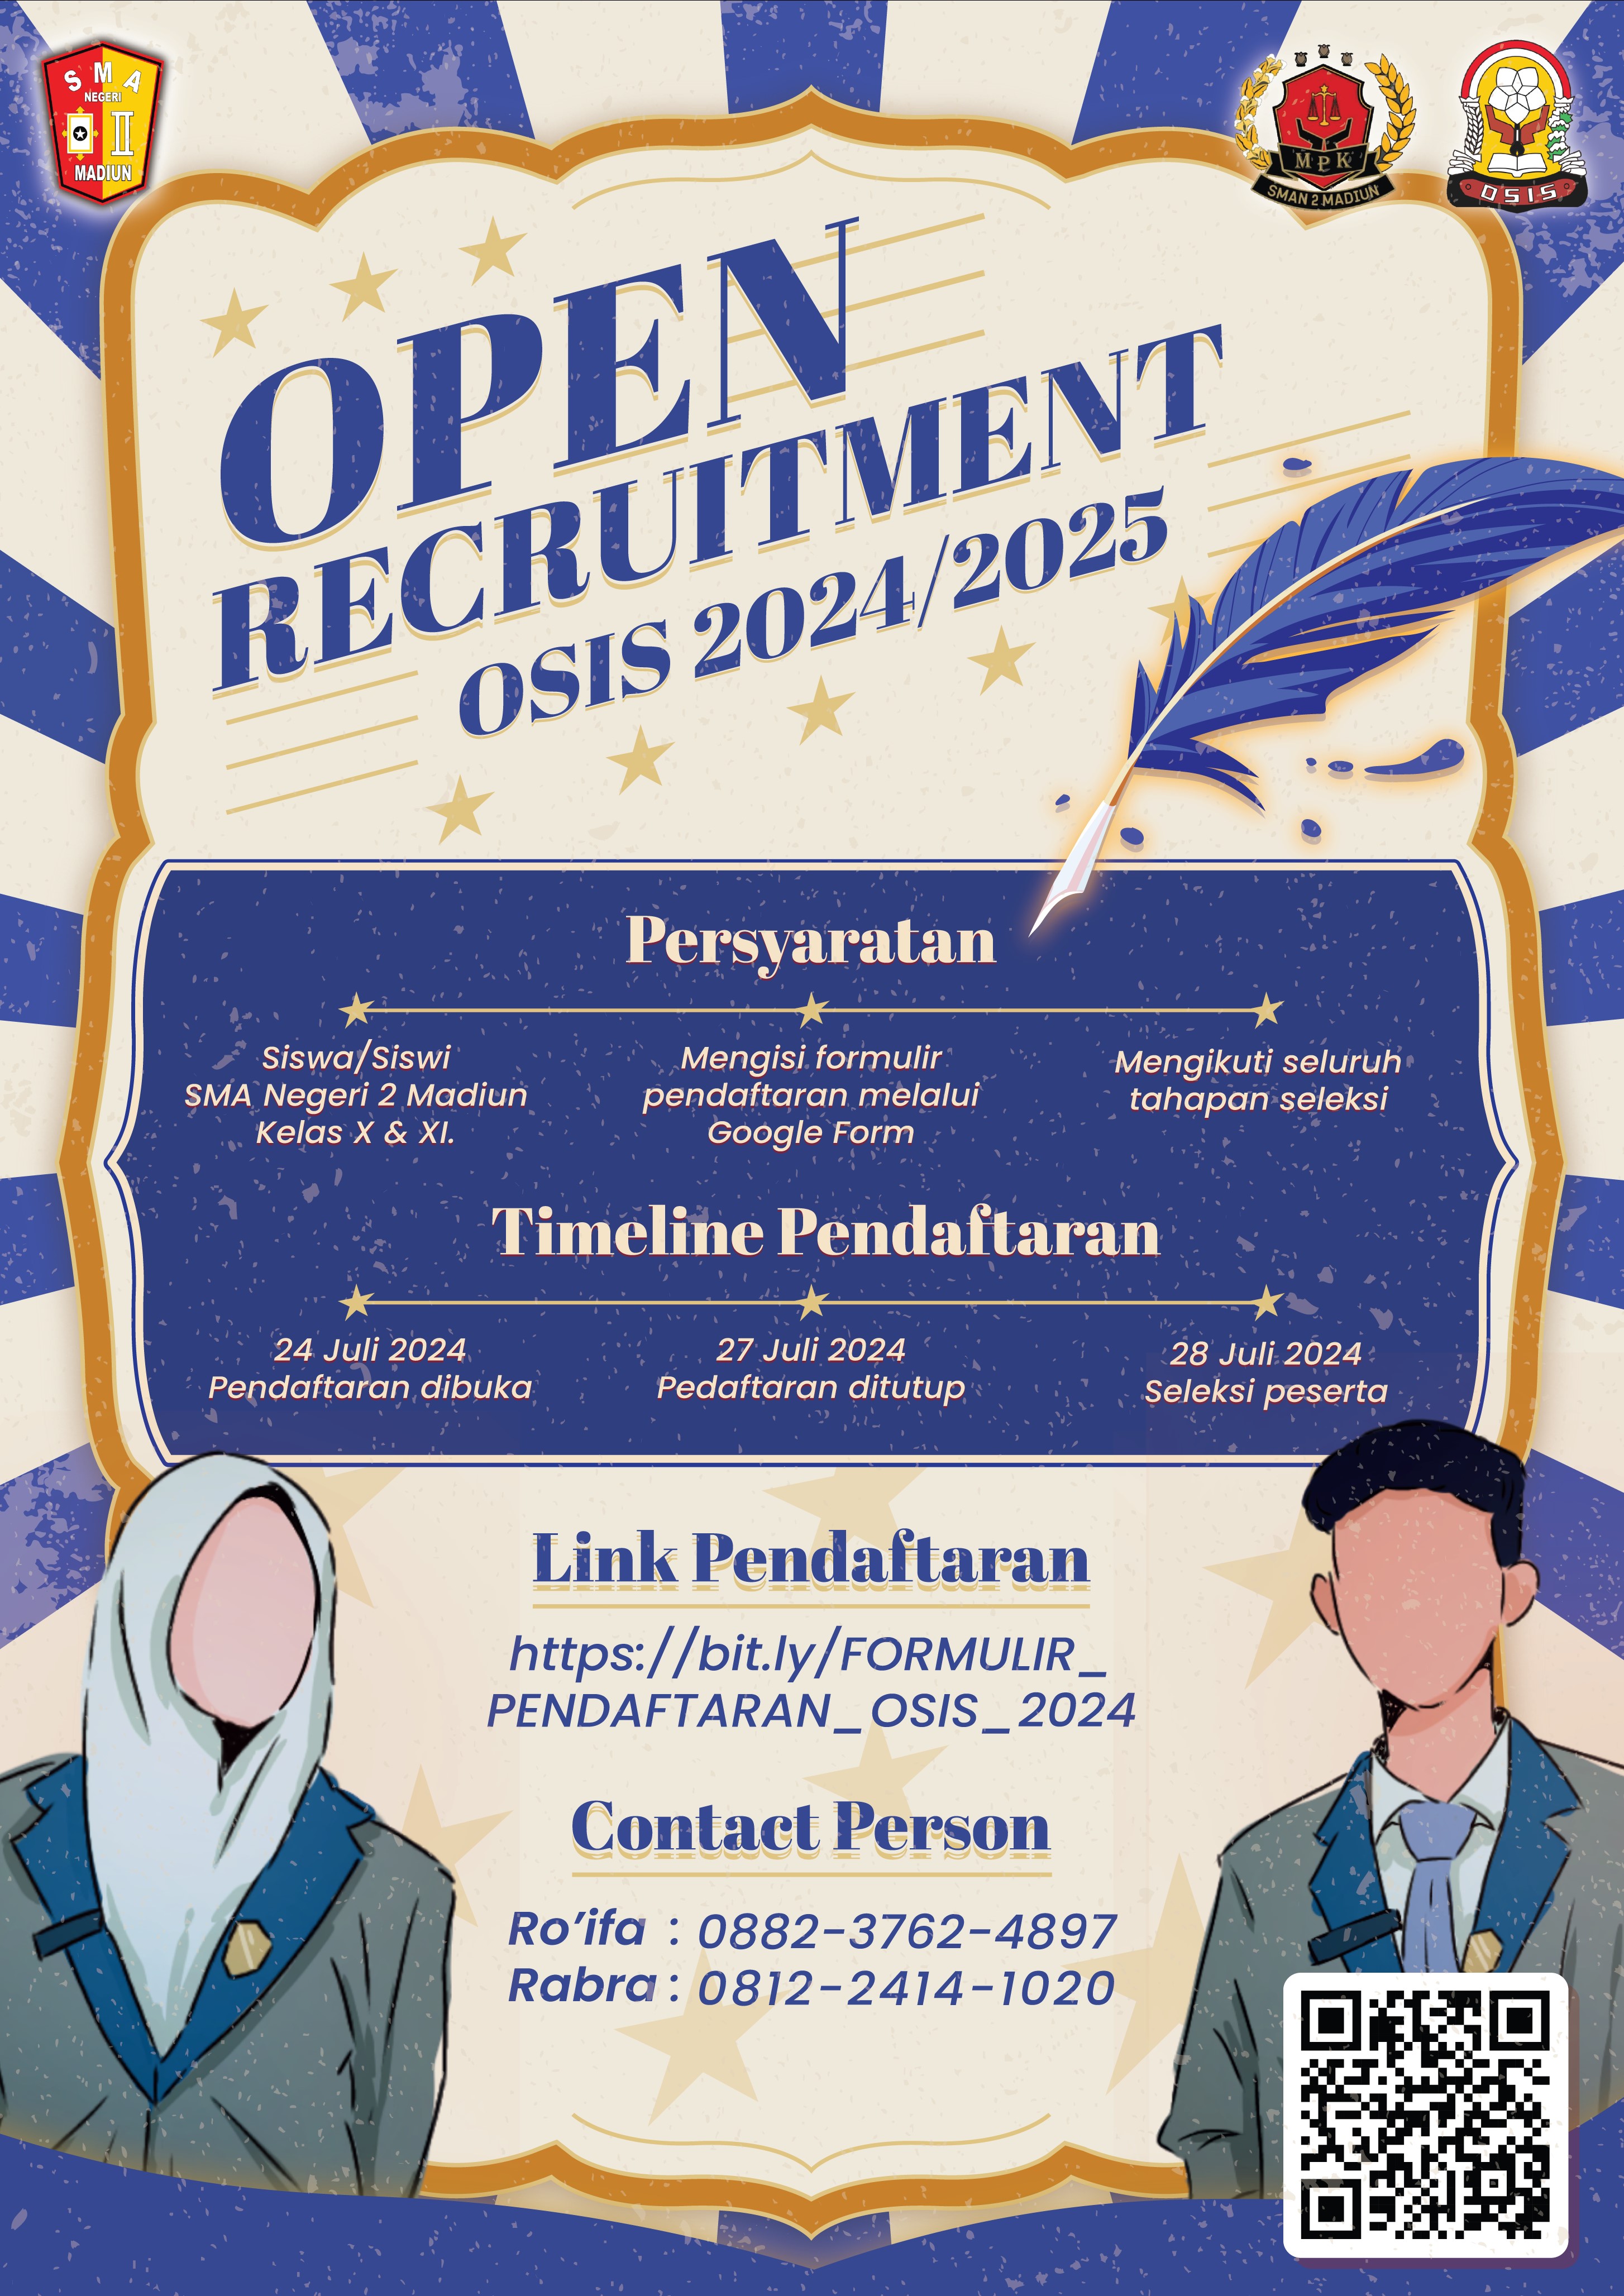 SMA
NEGERI
II
MADIUN
MPK
SMAN 2 MADIUN
OSIS
OPEN
RECRUITMENT
OSIS 2024/2025
Persyaratan
Siswa/Siswi
SMA Negeri 2 Madiun
Kelas X & XI.
Mengisi formulir
pendaftaran melalui
Google Form
Mengikuti seluruh
tahapan seleksi
Timeline Pendaftaran
24 Juli 2024
Pendaftaran dibuka
27 Juli 2024
Pedaftaran ditutup
28 Juli 2024
Seleksi peserta
Link Pendaftaran
https://bit.ly/FORMULIR_
PENDAFTARAN_OSIS_2024
Contact Person
Ro'ifa : 0882-3762-4897
Rabra : 0812-2414-1020